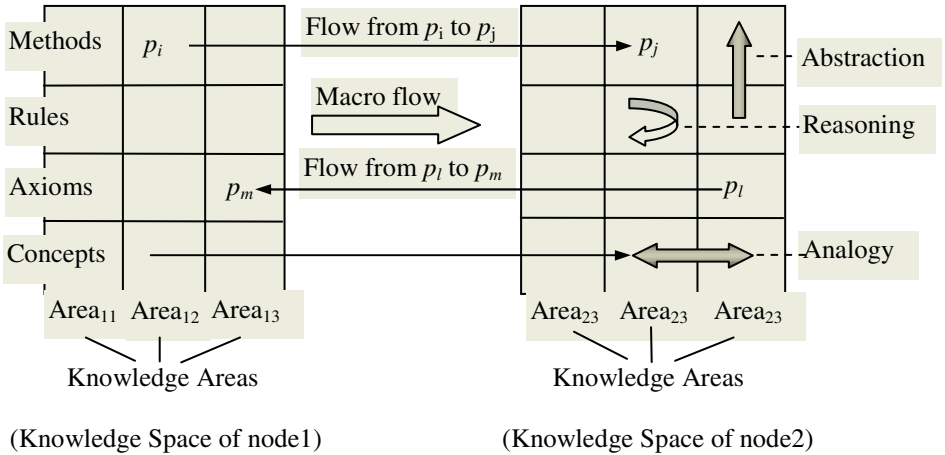 Methods
p_i
Flow from p_i to p_j
p_j
Abstraction
Rules
Macro flow
Reasoning
Axioms
p_m
Flow from p_l to p_m
p_l
Concepts
Analogy
Area₁₁ Area₁₂ Area₁₃
Area₂₃ Area₂₃ Area₂₃
Knowledge Areas
Knowledge Areas
(Knowledge Space of node1)
(Knowledge Space of node2)